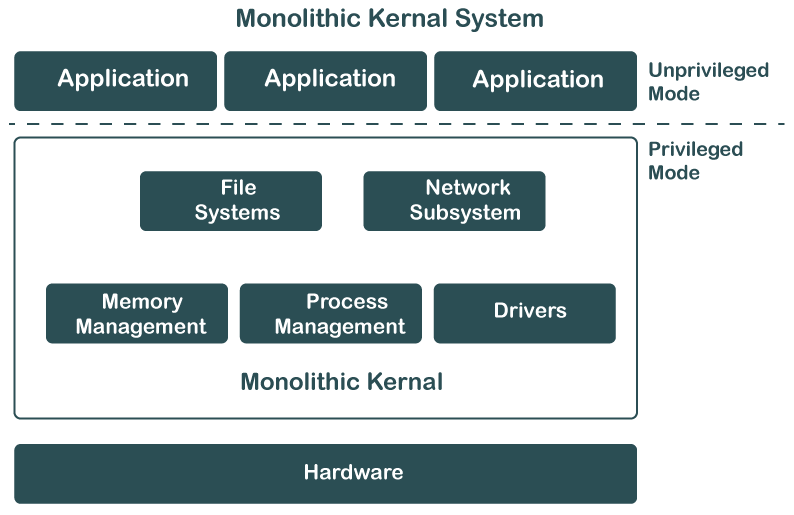 Monolithic Kernal System
Application
Application
Application
Unprivileged
Mode
Privileged
Mode
File
Systems
Network
Subsystem
Memory
Management
Process
Management
Drivers
Monolithic Kernal
Hardware